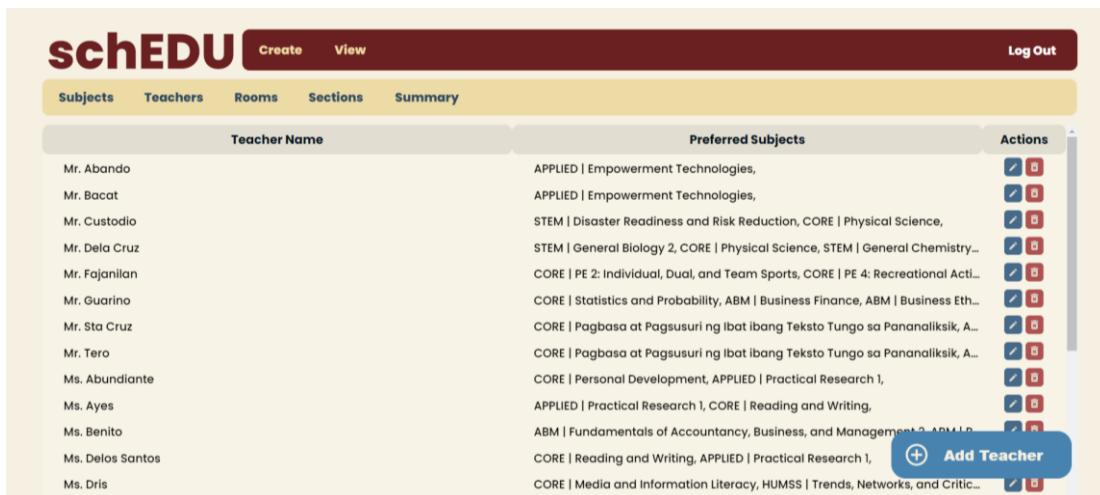 schEDU Create View Log Out
Subjects Teachers Rooms Sections Summary
Teacher Name Preferred Subjects Actions
Mr. Abando APPLIED | Empowerment Technologies,
Mr. Bacat APPLIED | Empowerment Technologies,
Mr. Custodio STEM | Disaster Readiness and Risk Reduction, CORE | Physical Science,
Mr. Dela Cruz STEM | General Biology 2, CORE | Physical Science, STEM | General Chemistry...
Mr. Fajanilan CORE | PE 2: Individual, Dual, and Team Sports, CORE | PE 4: Recreational Acti...
Mr. Guarino CORE | Statistics and Probability, ABM | Business Finance, ABM | Business Eth...
Mr. Sta Cruz CORE | Pagbasa at Pagsusuri ng Ibat ibang Teksto Tungo sa Pananaliksik, A...
Mr. Tero CORE | Pagbasa at Pagsusuri ng Ibat ibang Teksto Tungo sa Pananaliksik, A...
Ms. Abundiante CORE | Personal Development, APPLIED | Practical Research 1,
Ms. Ayes APPLIED | Practical Research 1, CORE | Reading and Writing,
Ms. Benito ABM | Fundamentals of Accountancy, Business, and Management
Ms. Delos Santos CORE | Reading and Writing, APPLIED | Practical Research 1,
Add Teacher
Ms. Dris CORE | Media and Information Literacy, HUMSS | Trends, Networks, and Critic...